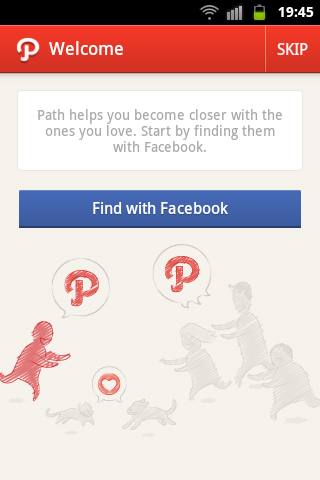 19:45
Welcome
SKIP
Path helps you become closer with the
ones you love. Start by finding them
with Facebook.
Find with Facebook